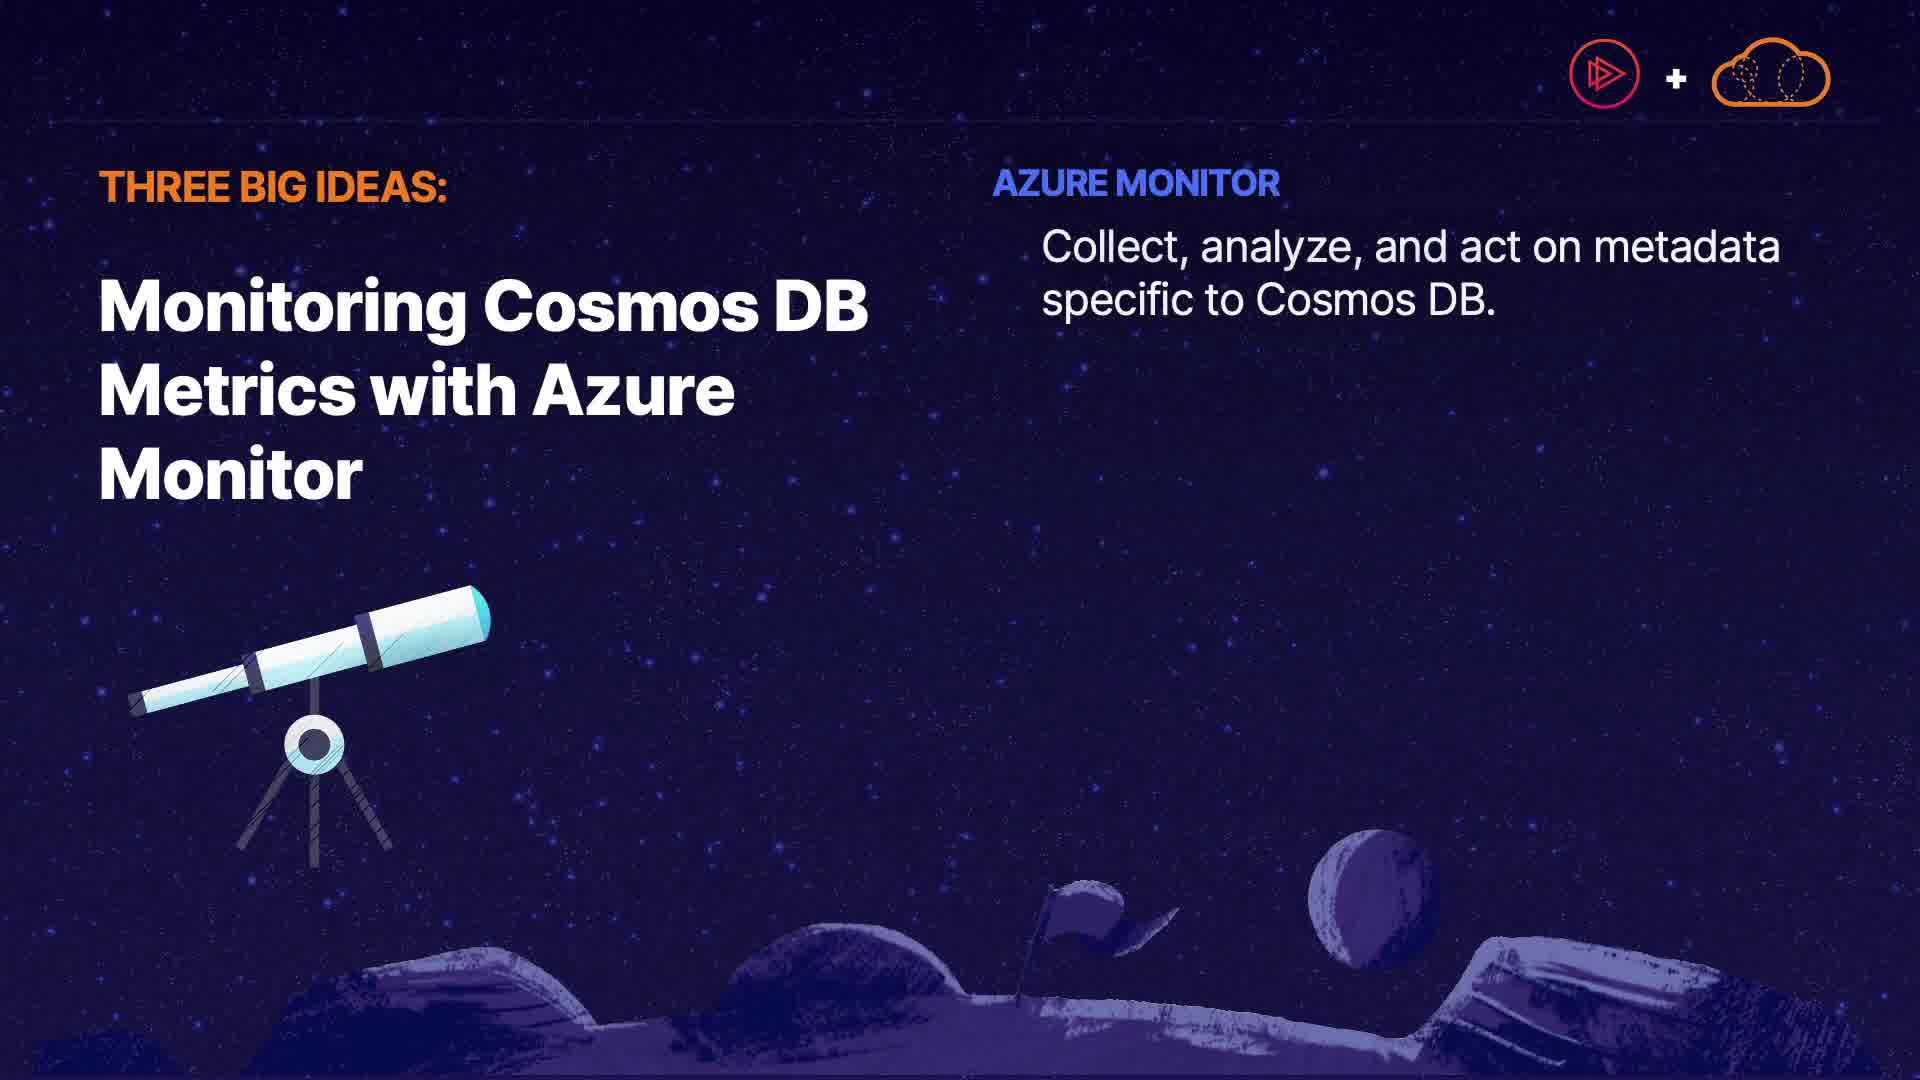 THREE BIG IDEAS:
Monitoring Cosmos DB
Metrics with Azure
Monitor
AZURE MONITOR
Collect, analyze, and act on metadata
specific to Cosmos DB.